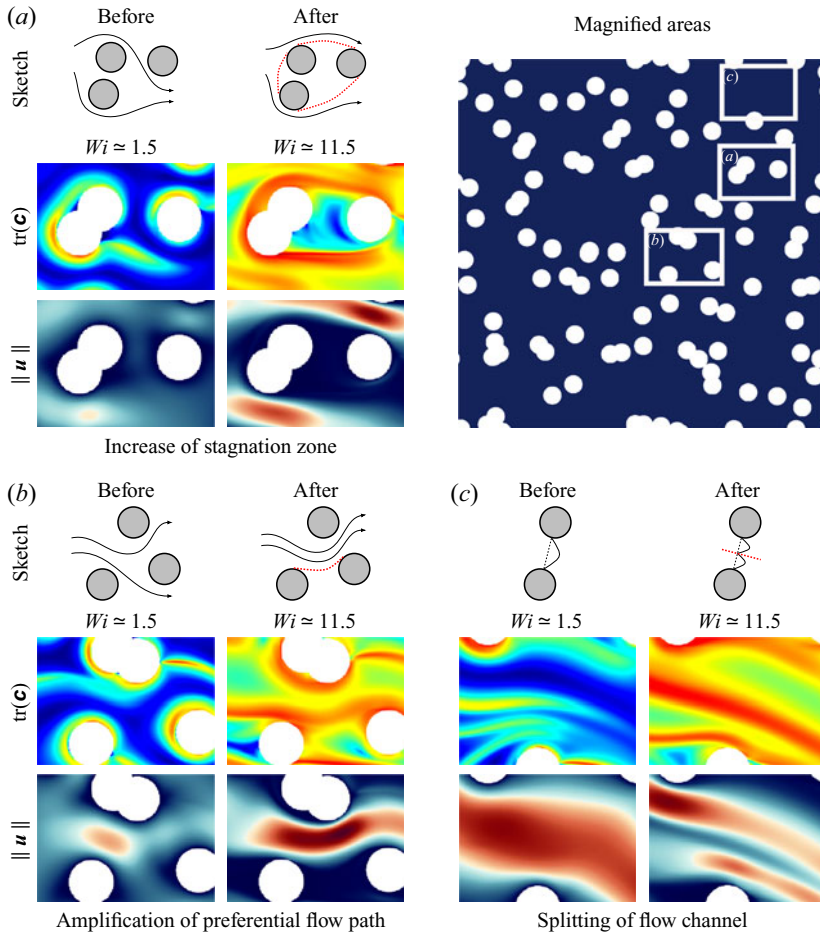 (a)
Before
After
Sketch
Wi ≃ 1.5
Wi ≃ 11.5
tr(c)
‖ u ‖
Increase of stagnation zone
Magnified areas
c)
(a)
(b)
(b)
Before
After
Sketch
Wi ≃ 1.5
Wi ≃ 11.5
tr(c)
‖ u ‖
Amplification of preferential flow path
(c)
Before
After
Wi ≃ 1.5
Wi ≃ 11.5
Splitting of flow channel